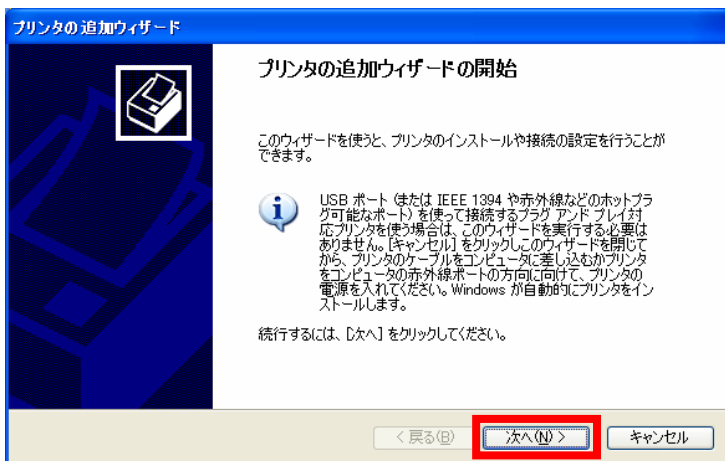 プリンタの追加ウィザード
プリンタの追加ウィザードの開始
このウィザードを使うと、プリンタのインストールや接続の設定を行うことが
できます。
USB ポート (または IEEE 1394 や赤外線などのホットプラ
グ可能なポート) を使って接続するプラグ アンド プレイ対
応プリンタを使う場合は、このウィザードを実行する必要は
ありません。[キャンセル] をクリックしこのウィザードを閉じて
から、プリンタのケーブルをコンピュータに差し込むかプリンタ
をコンピュータの赤外線ポートの方向に向けて、プリンタの
電源を入れてください。Windows が自動的にプリンタをイン
ストールします。
続行するには、[次へ] をクリックしてください。
< 戻る(B)
次へ(N) >
キャンセル